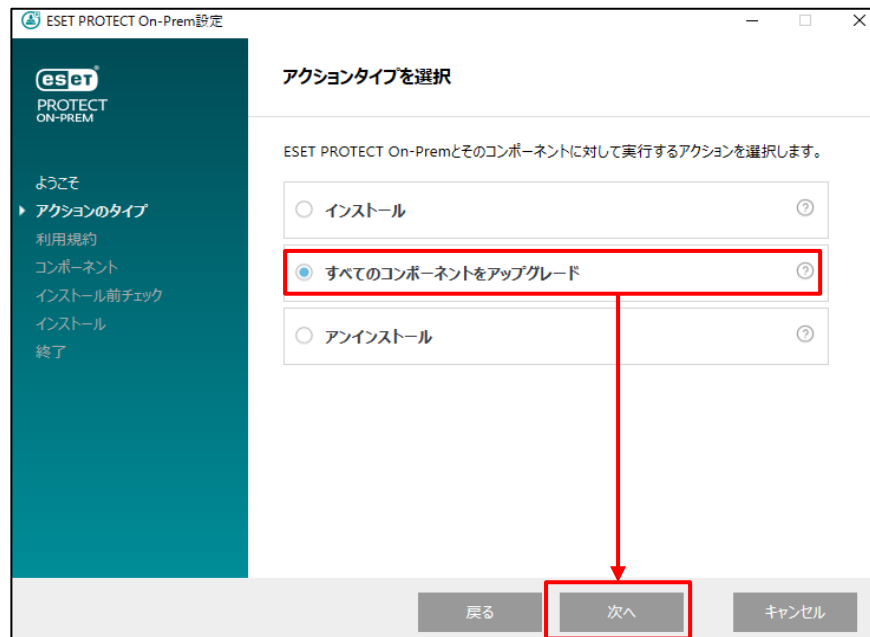 ESET PROTECT On-Prem設定
eset
PROTECT
ON-PREM
ようこそ
アクションのタイプ
利用規約
コンポーネント
インストール前チェック
インストール
終了
アクションタイプを選択
ESET PROTECT On-Premとそのコンポーネントに対して実行するアクションを選択します。
インストール
すべてのコンポーネントをアップグレード
アンインストール
戻る
次へ
キャンセル